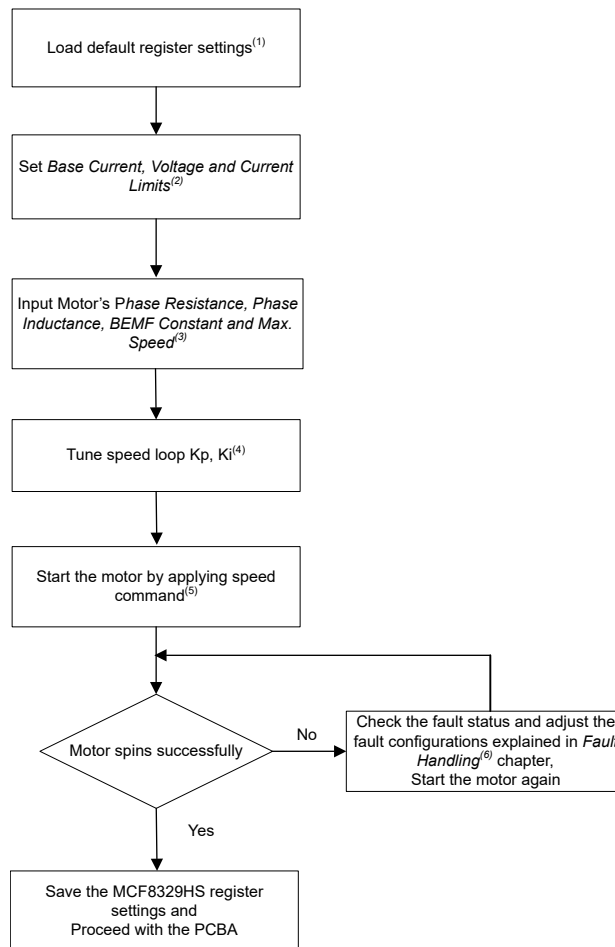 Load default register settings(1)
Set Base Current, Voltage and Current
Limits(2)
Input Motor's Phase Resistance, Phase
Inductance, BEMF Constant and Max.
Speed(3)
Tune speed loop Kp, Ki(4)
Start the motor by applying speed
command(5)
Motor spins successfully
No
Check the fault status and adjust the
fault configurations explained in Fault
Handling(6) chapter,
Start the motor again
Yes
Save the MCF8329HS register
settings and
Proceed with the PCBA